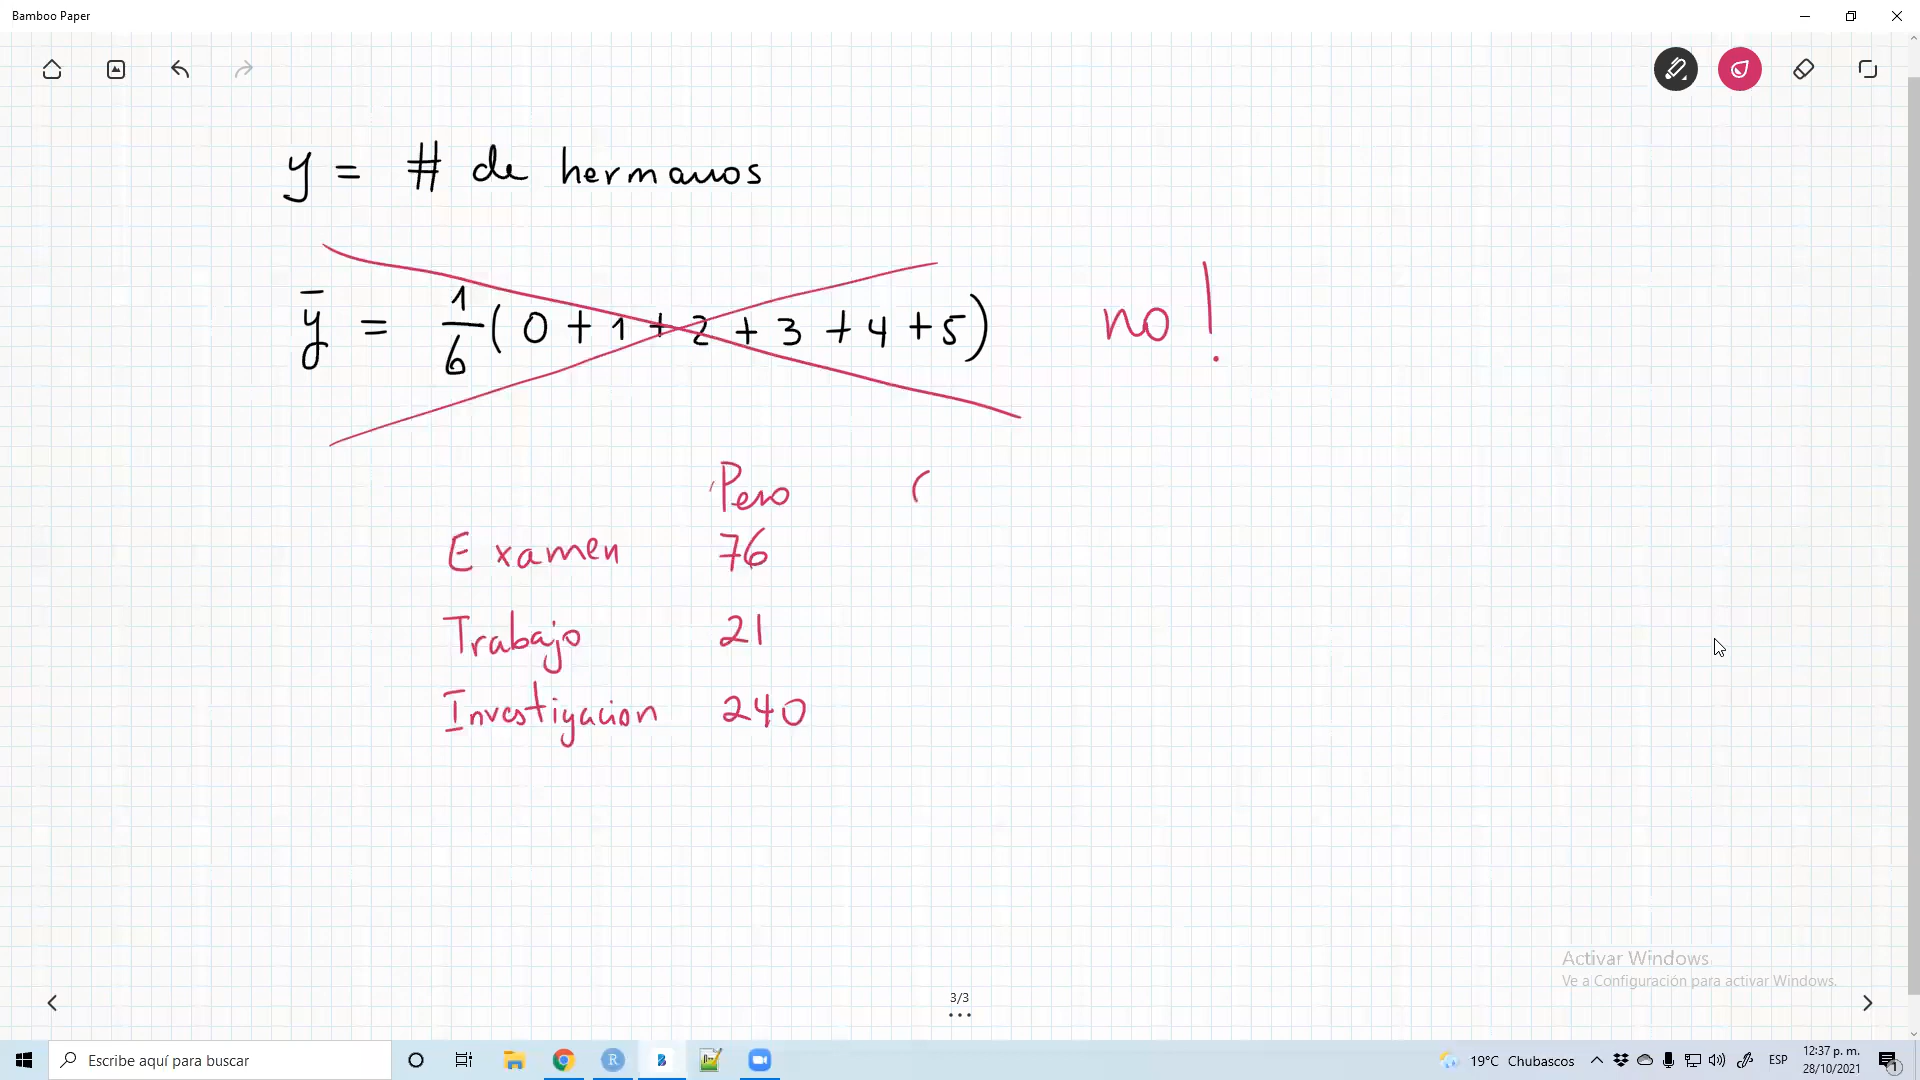 Bamboo Paper
y = # de hermanos
ȳ = 1/6 ( 0 + 1 + 2 + 3 + 4 + 5) no !
Peso (
Examen 76
Trabajo 21
Investigacion 240
Activar Windows
Ve a Configuración para activar Windows.
3/3
Escribe aquí para buscar
19°C Chubascos
ESP
12:37 p. m.
28/10/2021
1